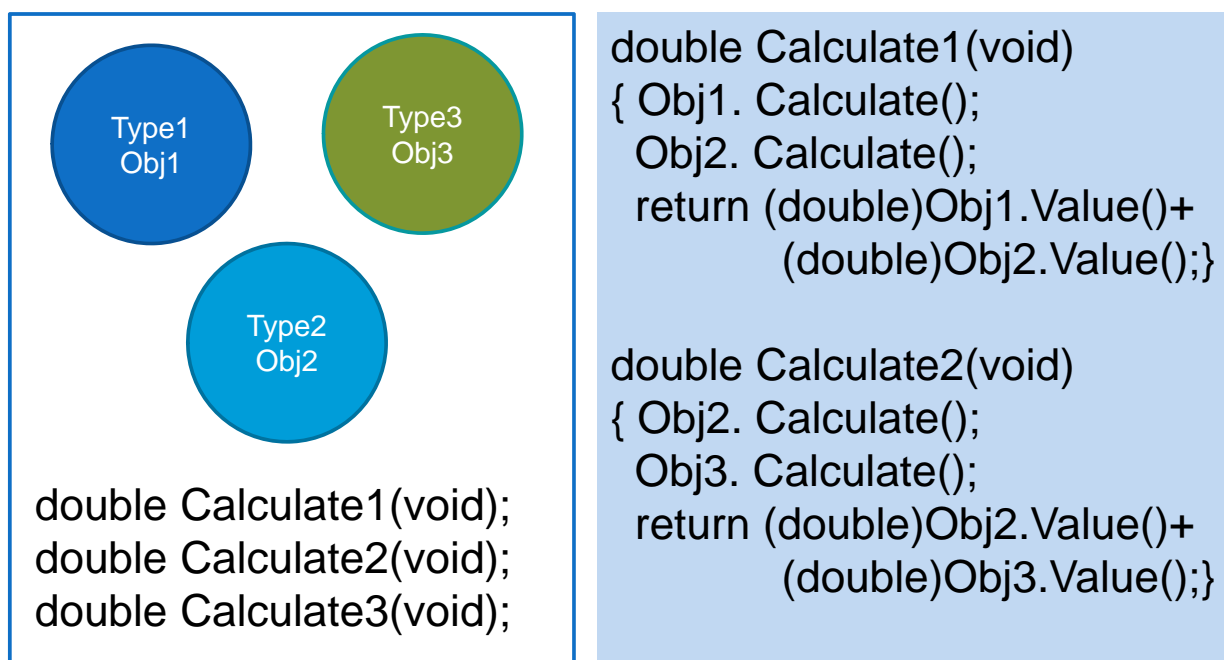 Type1
Obj1
Type3
Obj3
Type2
Obj2
double Calculate1(void);
double Calculate2(void);
double Calculate3(void);
double Calculate1(void)
{ Obj1. Calculate();
Obj2. Calculate();
return (double)Obj1.Value()+
(double)Obj2.Value();}
double Calculate2(void)
{ Obj2. Calculate();
Obj3. Calculate();
return (double)Obj2.Value()+
(double)Obj3.Value();}